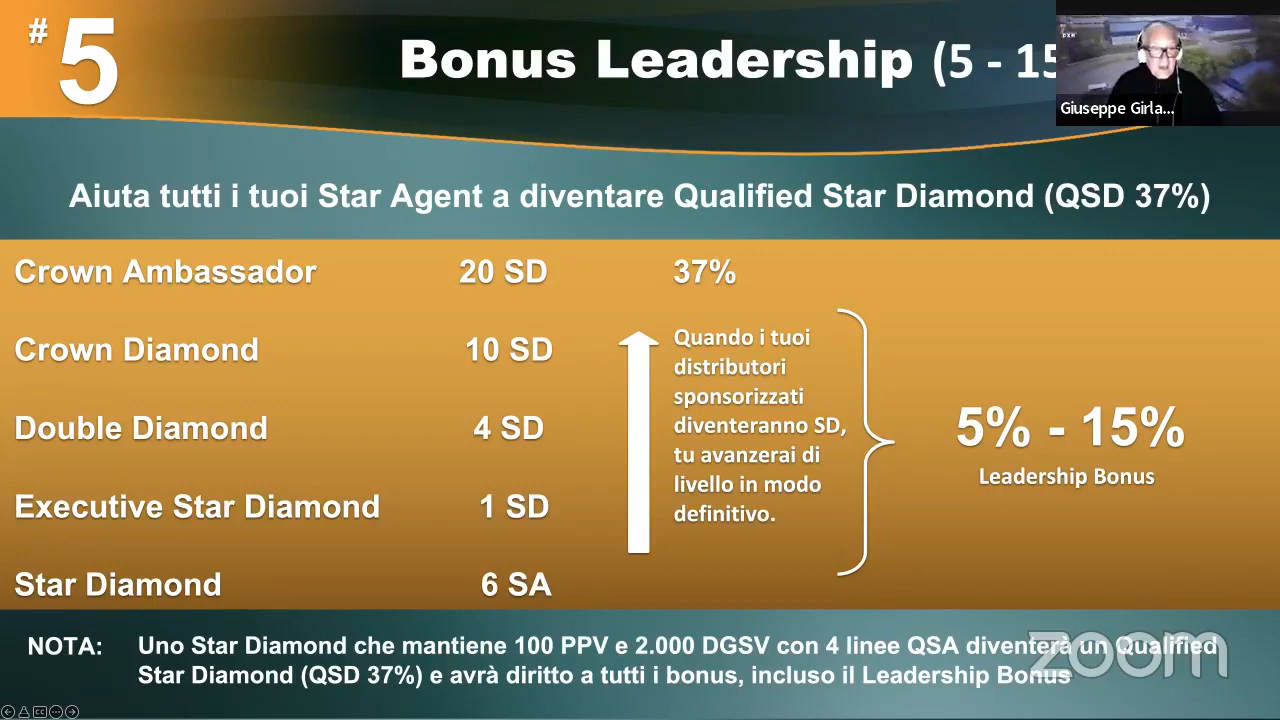 # 5
Bonus Leadership (5 - 15
Giuseppe Girla...
Aiuta tutti i tuoi Star Agent a diventare Qualified Star Diamond (QSD 37%)
Crown Ambassador 20 SD 37%
Crown Diamond 10 SD
Double Diamond 4 SD
Executive Star Diamond 1 SD
Star Diamond 6 SA
Quando i tuoi
distributori
sponsorizzati
diventeranno SD,
tu avanzerai di
livello in modo
definitivo.
5% - 15%
Leadership Bonus
NOTA: Uno Star Diamond che mantiene 100 PPV e 2.000 DGSV con 4 linee QSA diventerà un Qualified
Star Diamond (QSD 37%) e avrà diritto a tutti i bonus, incluso il Leadership Bonus
zoom